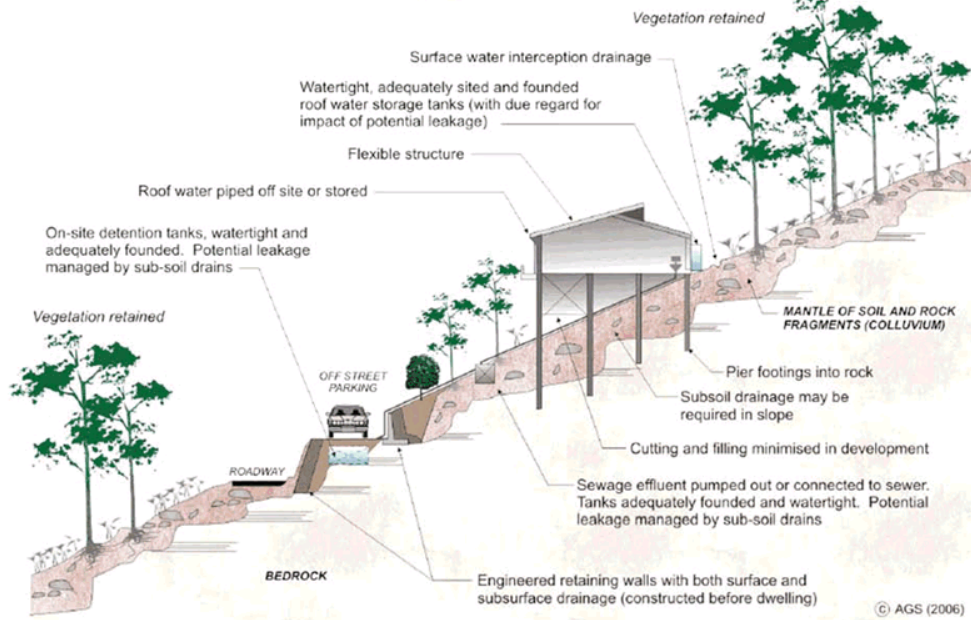 Vegetation retained
Surface water interception drainage
Watertight, adequately sited and founded
roof water storage tanks (with due regard for
impact of potential leakage)
Flexible structure
Roof water piped off site or stored
On-site detention tanks, watertight and
adequately founded. Potential leakage
managed by sub-soil drains
Vegetation retained
MANTLE OF SOIL AND ROCK
FRAGMENTS (COLLUVIUM)
OFF STREET
PARKING
Pier footings into rock
Subsoil drainage may be
required in slope
Cutting and filling minimised in development
ROADWAY
Sewage effluent pumped out or connected to sewer.
Tanks adequately founded and watertight. Potential
leakage managed by sub-soil drains
BEDROCK
Engineered retaining walls with both surface and
subsurface drainage (constructed before dwelling)
© AGS (2006)